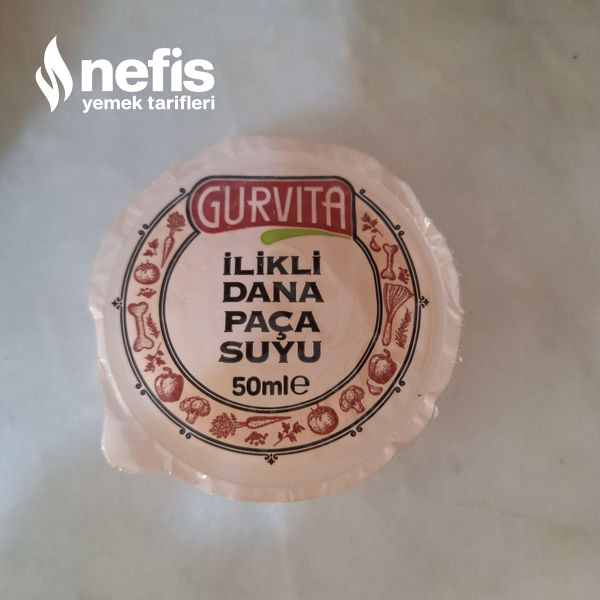 nefis
yemek tarifleri
GURVITA
İLİKLİ
DANA
PAÇA
SUYU
50ml℮